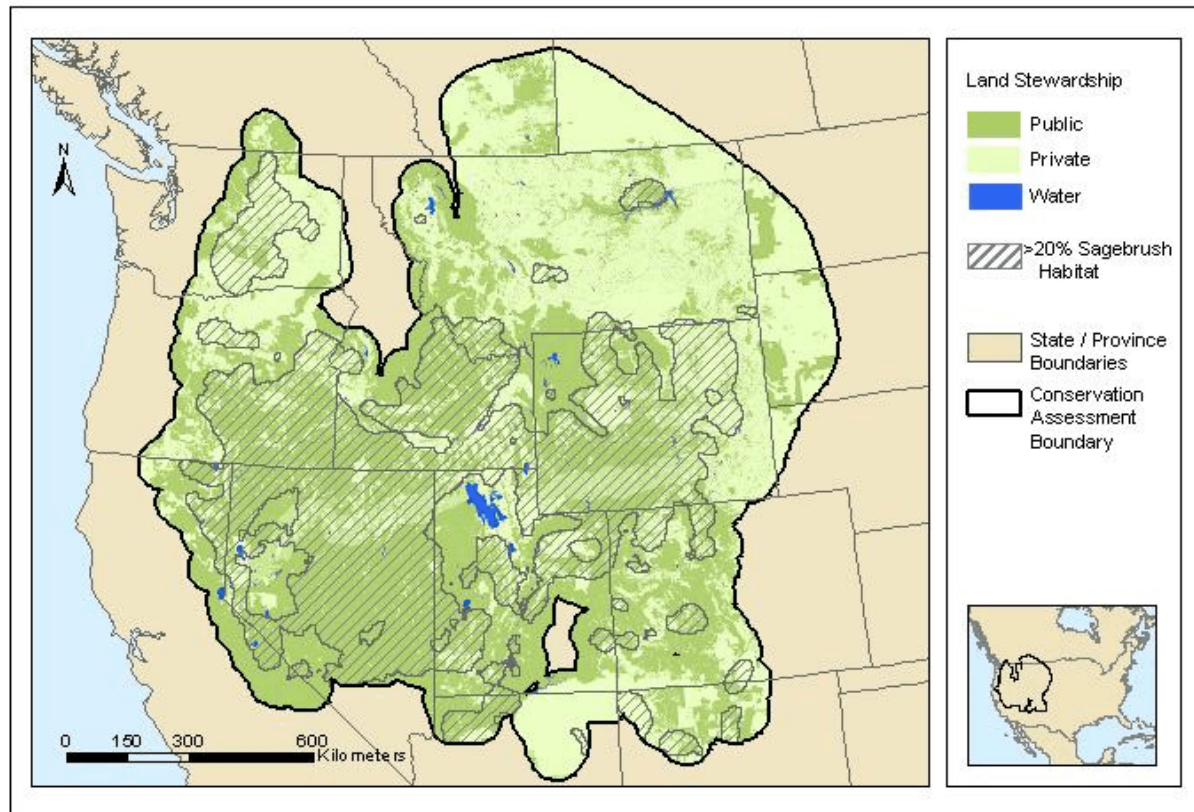 Land Stewardship
Public
Private
Water
>20% Sagebrush
Habitat
State / Province
Boundaries
Conservation
Assessment
Boundary
N
0 150 300 600
Kilometers